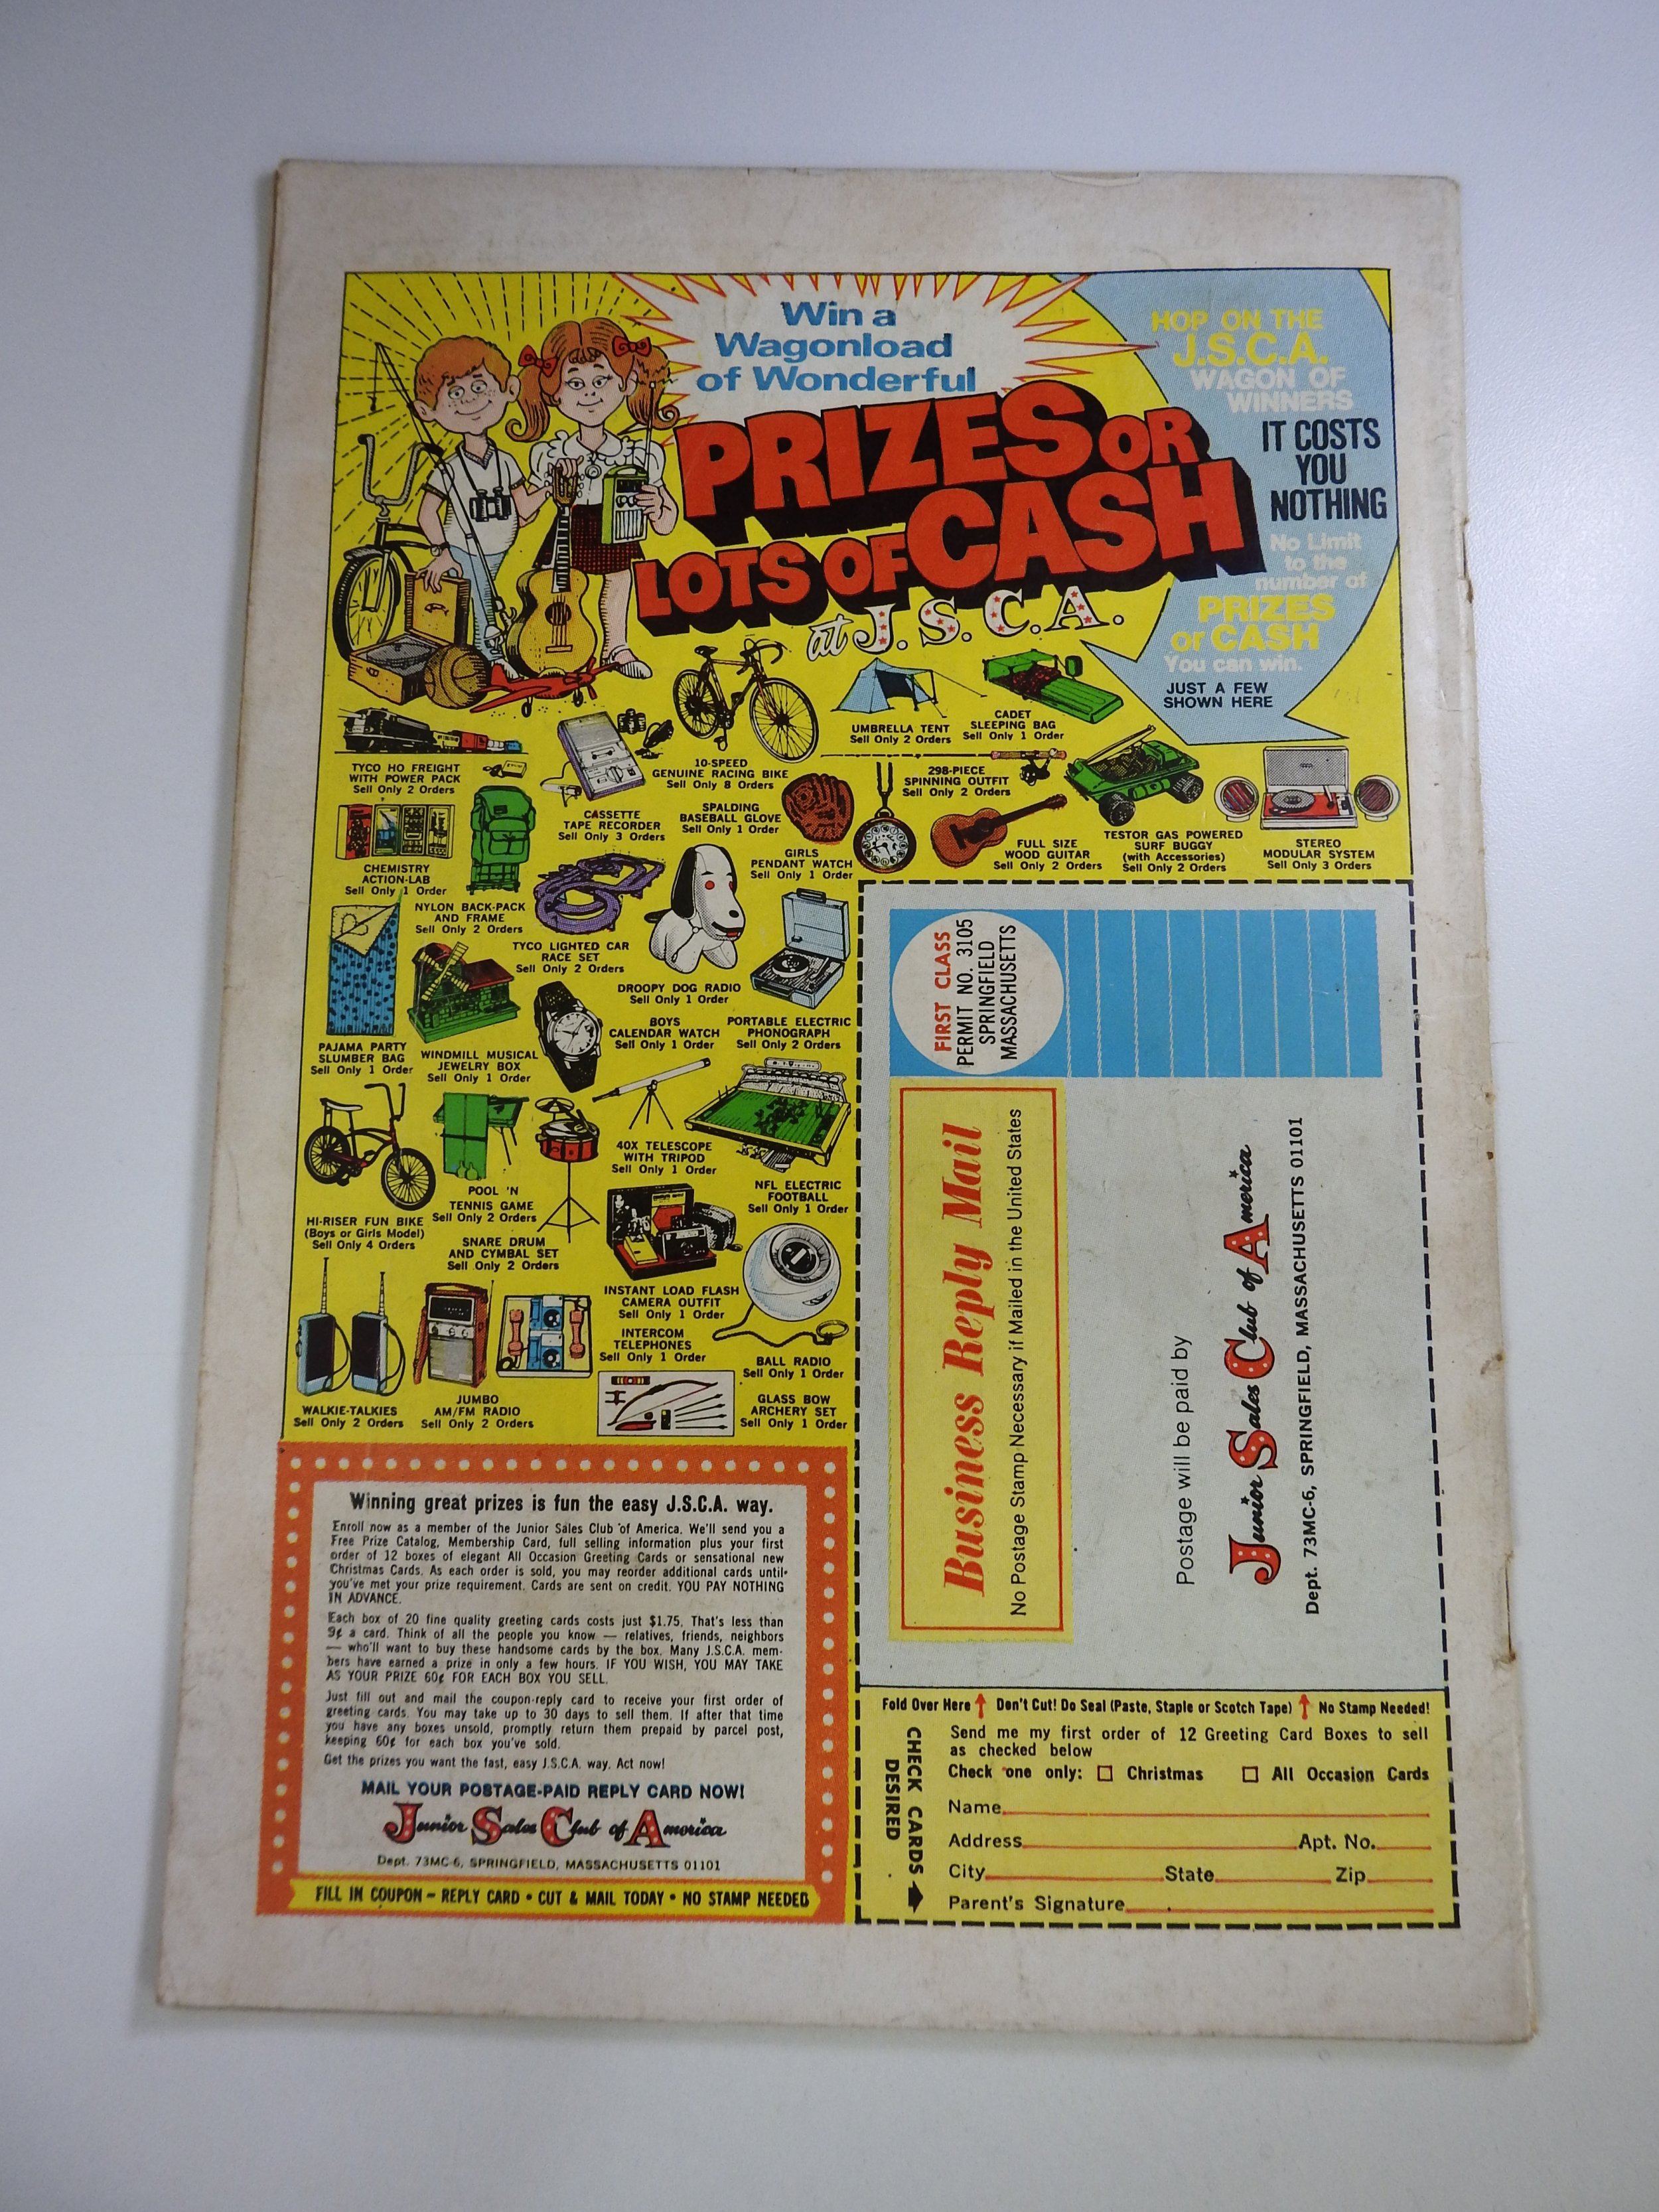 Win a
Wagonload
of Wonderful
PRIZES OR
LOTS OF CASH
at J.S.C.A.
HOP ON THE
J.S.C.A.
WAGON OF
WINNERS
IT COSTS
YOU
NOTHING
No Limit
to the
number of
PRIZES
or CASH
You can win.
JUST A FEW
SHOWN HERE
TYCO HO FREIGHT
WITH POWER PACK
Sell Only 2 Orders
CASSETTE
TAPE RECORDER
Sell Only 3 Orders
10-SPEED
GENUINE RACING BIKE
Sell Only 8 Orders
UMBRELLA TENT
Sell Only 2 Orders
CADET
SLEEPING BAG
Sell Only 1 Order
298-PIECE
SPINNING OUTFIT
Sell Only 2 Orders
SPALDING
BASEBALL GLOVE
Sell Only 1 Order
GIRLS
PENDANT WATCH
Sell Only 1 Order
FULL SIZE
WOOD GUITAR
Sell Only 2 Orders
TESTOR GAS POWERED
SURF BUGGY
(with Accessories)
Sell Only 2 Orders
STEREO
MODULAR SYSTEM
Sell Only 3 Orders
CHEMISTRY
ACTION-LAB
Sell Only 1 Order
NYLON BACK-PACK
AND FRAME
Sell Only 2 Orders
TYCO LIGHTED CAR
RACE SET
Sell Only 2 Orders
DROOPY DOG RADIO
Sell Only 1 Order
PAJAMA PARTY
SLUMBER BAG
Sell Only 1 Order
WINDMILL MUSICAL
JEWELRY BOX
Sell Only 1 Order
BOYS
CALENDAR WATCH
Sell Only 1 Order
PORTABLE ELECTRIC
PHONOGRAPH
Sell Only 2 Orders
HI-RISER FUN BIKE
(Boys or Girls Model)
Sell Only 4 Orders
POOL 'N
TENNIS GAME
Sell Only 2 Orders
SNARE DRUM
AND CYMBAL SET
Sell Only 2 Orders
40X TELESCOPE
WITH TRIPOD
Sell Only 1 Order
NFL ELECTRIC
FOOTBALL
Sell Only 1 Order
INSTANT LOAD FLASH
CAMERA OUTFIT
Sell Only 1 Order
INTERCOM
TELEPHONES
Sell Only 1 Order
BALL RADIO
Sell Only 1 Order
WALKIE-TALKIES
Sell Only 2 Orders
JUMBO
AM/FM RADIO
Sell Only 2 Orders
GLASS BOW
ARCHERY SET
Sell Only 1 Order
Winning great prizes is fun the easy J.S.C.A. way.
Enroll now as a member of the Junior Sales Club of America. We'll send you a
Free Prize Catalog, Membership Card, full selling information plus your first
order of 12 boxes of elegant All Occasion Greeting Cards or sensational new
Christmas Cards. As each order is sold, you may reorder additional cards until
you've met your prize requirement. Cards are sent on credit. YOU PAY NOTHING
IN ADVANCE.
Each box of 20 fine quality greeting cards costs just $1.75. That's less than
9¢ a card. Think of all the people you know — relatives, friends, neighbors
— who'll want to buy these handsome cards by the box. Many J.S.C.A. mem-
bers have earned a prize in only a few hours. IF YOU WISH, YOU MAY TAKE
AS YOUR PRIZE 60¢ FOR EACH BOX YOU SELL.
Just fill out and mail the coupon-reply card to receive your first order of
greeting cards. You may take up to 30 days to sell them. If after that time
you have any boxes unsold, promptly return them prepaid by parcel post,
keeping 60¢ for each box you've sold.
Get the prizes you want the fast, easy J.S.C.A. way. Act now!
MAIL YOUR POSTAGE-PAID REPLY CARD NOW!
Junior Sales Club of America
Dept. 73MC-6, SPRINGFIELD, MASSACHUSETTS 01101
FILL IN COUPON – REPLY CARD • CUT & MAIL TODAY • NO STAMP NEEDED
FIRST CLASS
PERMIT NO. 3105
SPRINGFIELD
MASSACHUSETTS
Business Reply Mail
No Postage Stamp Necessary if Mailed in the United States
Postage will be paid by
Junior Sales Club of America
Dept. 73MC-6, SPRINGFIELD, MASSACHUSETTS 01101
Fold Over Here Don't Cut! Do Seal (Paste, Staple or Scotch Tape) No Stamp Needed!
CHECK CARDS
DESIRED
Send me my first order of 12 Greeting Card Boxes to sell
as checked below
Check one only: Christmas All Occasion Cards
Name
Address Apt. No.
City State Zip
Parent's Signature